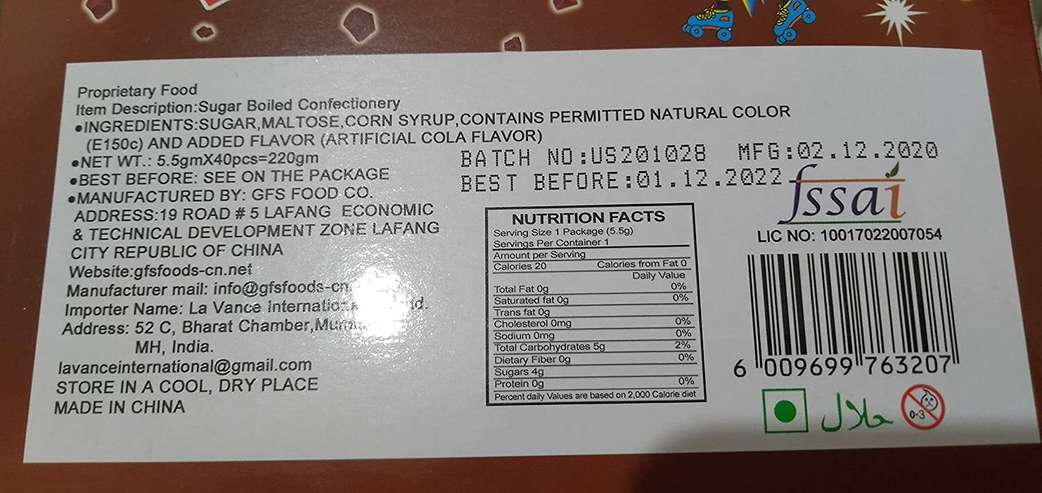 Proprietary Food
Item Description:Sugar Boiled Confectionery
•INGREDIENTS:SUGAR,MALTOSE,CORN SYRUP,CONTAINS PERMITTED NATURAL COLOR
(E150c) AND ADDED FLAVOR (ARTIFICIAL COLA FLAVOR)
•NET WT.: 5.5gmX40pcs=220gm
•BEST BEFORE: SEE ON THE PACKAGE
•MANUFACTURED BY: GFS FOOD CO.
ADDRESS:19 ROAD # 5 LAFANG ECONOMIC
& TECHNICAL DEVELOPMENT ZONE LAFANG
CITY REPUBLIC OF CHINA
Website:gfsfoods-cn.net
Manufacturer mail: info@gfsfoods-cn
Importer Name: La Vance
Address: 52 C, Bharat Chamber,
MH, India.
lavanceinternational@gmail.com
STORE IN A COOL, DRY PLACE
MADE IN CHINA
BATCH NO:US201028 MFG:02.12.2020
BEST BEFORE:01.12.2022
NUTRITION FACTS
Serving Size 1 Package (5.5g)
Servings Per Container 1
Amount per Serving
Calories 20 Calories from Fat 0
Daily Value
Total Fat 0g 0%
Saturated fat 0g 0%
Trans fat 0g
Cholesterol 0mg 0%
Sodium 0mg 0%
Total Carbohydrates 5g 2%
Dietary Fiber 0g 0%
Sugars 4g
Protein 0g 0%
Percent daily Values are based on 2,000 Calorie diet
fssai
LIC NO: 10017022007054
6 009699 763207
حلال
0-3